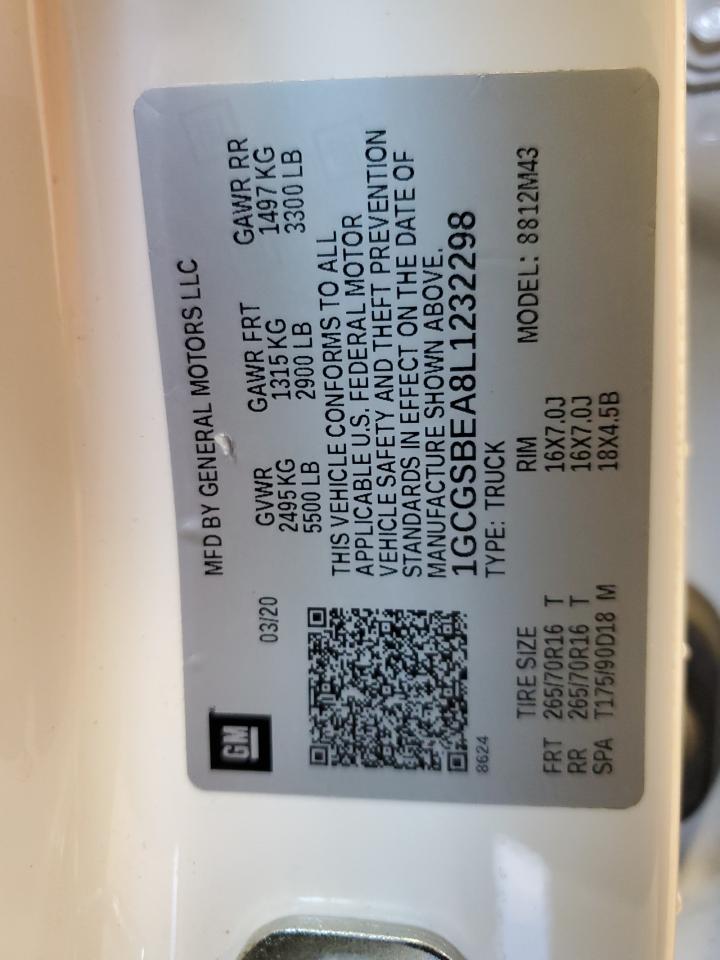 GM
MFD BY GENERAL MOTORS LLC
03/20
GVWR GAWR FRT GAWR RR
2495 KG 1315 KG 1497 KG
5500 LB 2900 LB 3300 LB
THIS VEHICLE CONFORMS TO ALL
APPLICABLE U.S. FEDERAL MOTOR
VEHICLE SAFETY AND THEFT PREVENTION
STANDARDS IN EFFECT ON THE DATE OF
MANUFACTURE SHOWN ABOVE.
1GCGSBEA8L1232298
8624
TYPE: TRUCK MODEL: 8812M43
TIRE SIZE RIM
FRT 265/70R16 T 16X7.0J
RR 265/70R16 T 16X7.0J
SPA T175/90D18 M 18X4.5B